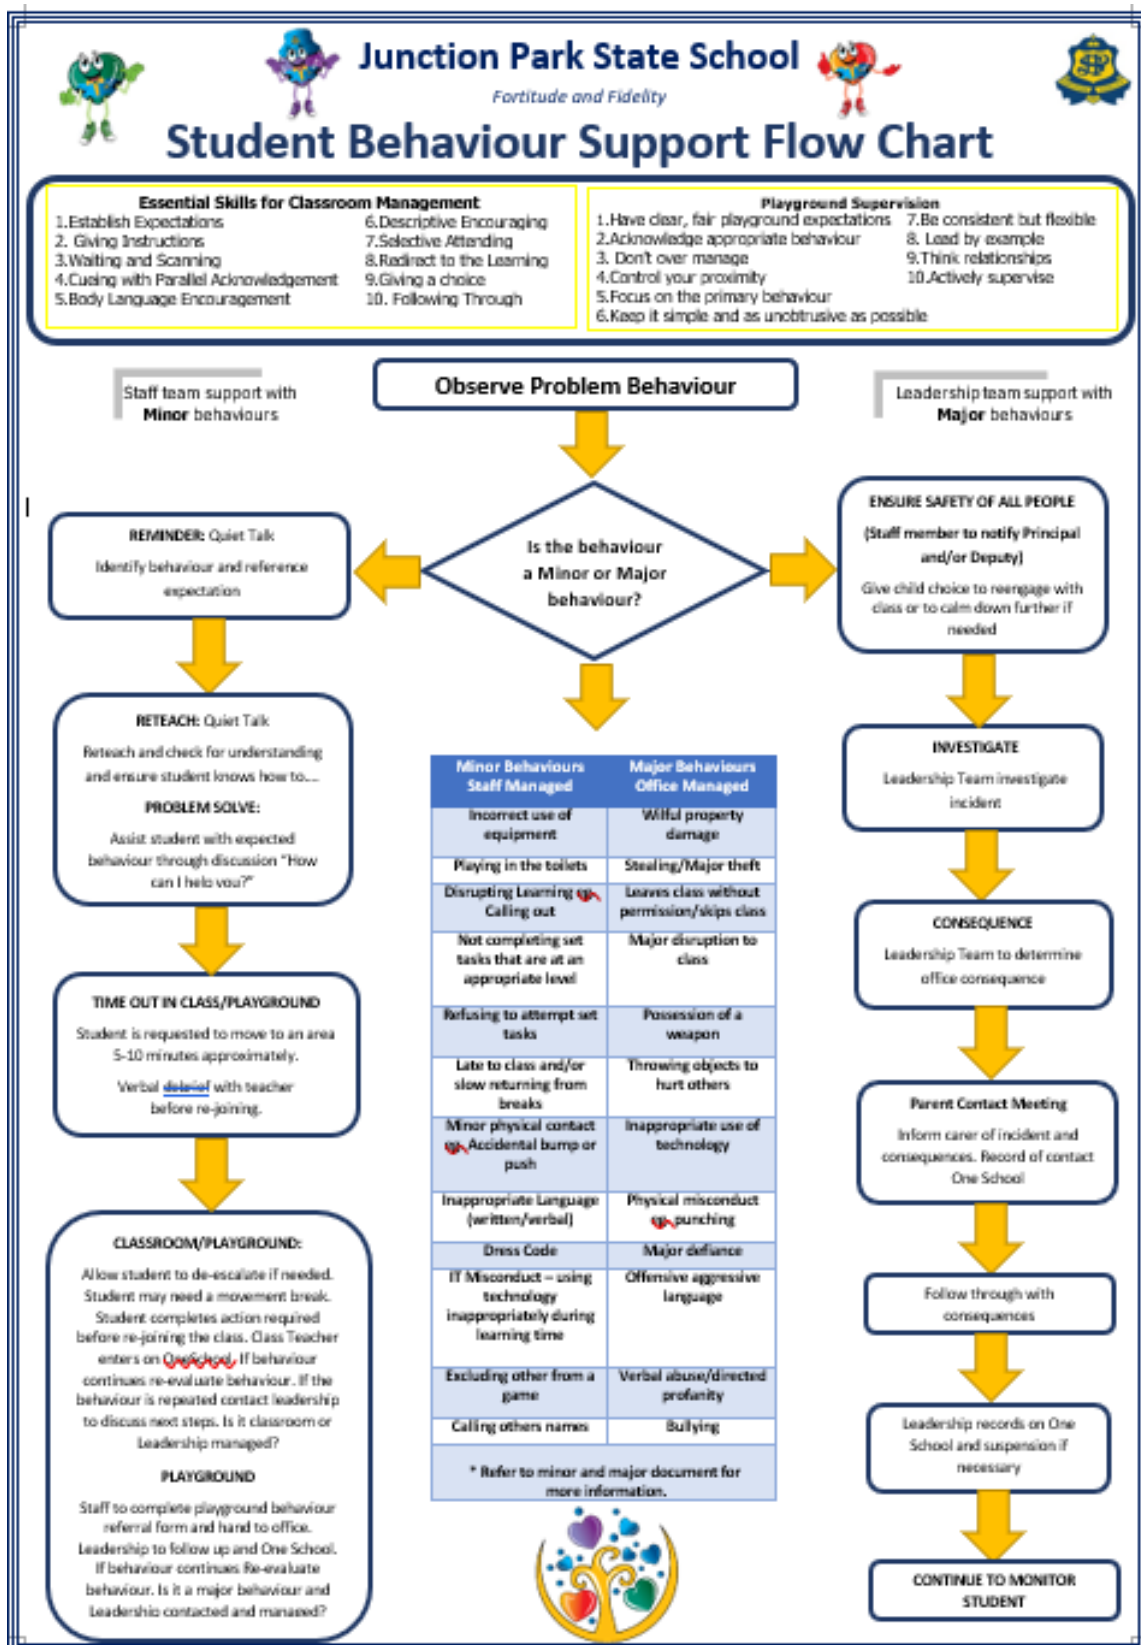 Junction Park State School
Fortitude and Fidelity
Student Behaviour Support Flow Chart
Essential Skills for Classroom Management
1.Establish Expectations
2. Giving Instructions
3.Waiting and Scanning
4.Cueing with Parallel Acknowledgement
5.Body Language Encouragement
6.Descriptive Encouraging
7.Selective Attending
8.Redirect to the Learning
9.Giving a choice
10. Following Through
Playground Supervision
1.Have clear, fair playground expectations
2.Acknowledge appropriate behaviour
3. Don't over manage
4.Control your proximity
5.Focus on the primary behaviour
6.Keep it simple and as unobtrusive as possible
7.Be consistent but flexible
8. Lead by example
9.Think relationships
10.Actively supervise
Staff team support with
Minor behaviours
Observe Problem Behaviour
Leadership team support with
Major behaviours
Is the behaviour
a Minor or Major
behaviour?
REMINDER: Quiet Talk
Identify behaviour and reference
expectation
RETEACH: Quiet Talk
Reteach and check for understanding
and ensure student knows how to....
PROBLEM SOLVE:
Assist student with expected
behaviour through discussion "How
can I help you?"
TIME OUT IN CLASS/PLAYGROUND
Student is requested to move to an area
5-10 minutes approximately.
Verbal debrief with teacher
before re-joining.
CLASSROOM/PLAYGROUND:
Allow student to de-escalate if needed.
Student may need a movement break.
Student completes action required
before re-joining the class. Class Teacher
enters on OneSchool. If behaviour
continues re-evaluate behaviour. If the
behaviour is repeated contact leadership
to discuss next steps. Is it classroom or
Leadership managed?
PLAYGROUND
Staff to complete playground behaviour
referral form and hand to office.
Leadership to follow up and One School.
If behaviour continues Re-evaluate
behaviour. Is it a major behaviour and
Leadership contacted and managed?
Minor Behaviours
Staff Managed
Major Behaviours
Office Managed
Incorrect use of
equipment
Wilful property
damage
Playing in the toilets
Stealing/Major theft
Disrupting Learning eg.
Calling out
Leaves class without
permission/skips class
Not completing set
tasks that are at an
appropriate level
Major disruption to
class
Refusing to attempt set
tasks
Possession of a
weapon
Late to class and/or
slow returning from
breaks
Throwing objects to
hurt others
Minor physical contact
eg. Accidental bump or
push
Inappropriate use of
technology
Inappropriate Language
(written/verbal)
Physical misconduct
eg. punching
Dress Code
Major defiance
IT Misconduct – using
technology
inappropriately during
learning time
Offensive aggressive
language
Excluding other from a
game
Verbal abuse/directed
profanity
Calling others names
Bullying
* Refer to minor and major document for
more information.
ENSURE SAFETY OF ALL PEOPLE
(Staff member to notify Principal
and/or Deputy)
Give child choice to reengage with
class or to calm down further if
needed
INVESTIGATE
Leadership Team investigate
incident
CONSEQUENCE
Leadership Team to determine
office consequence
Parent Contact Meeting
Inform carer of incident and
consequences. Record of contact
One School
Follow through with
consequences
Leadership records on One
School and suspension if
necessary
CONTINUE TO MONITOR
STUDENT